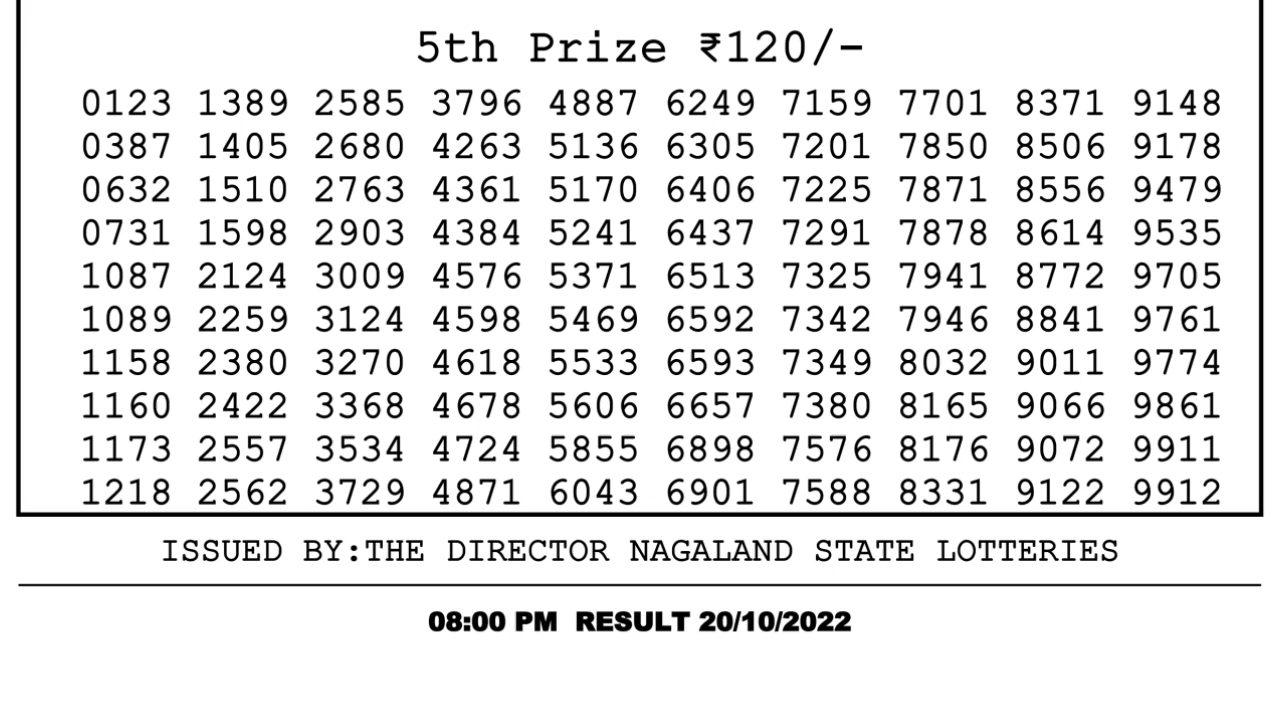 5th Prize ₹120/-
0123 1389 2585 3796 4887 6249 7159 7701 8371 9148
0387 1405 2680 4263 5136 6305 7201 7850 8506 9178
0632 1510 2763 4361 5170 6406 7225 7871 8556 9479
0731 1598 2903 4384 5241 6437 7291 7878 8614 9535
1087 2124 3009 4576 5371 6513 7325 7941 8772 9705
1089 2259 3124 4598 5469 6592 7342 7946 8841 9761
1158 2380 3270 4618 5533 6593 7349 8032 9011 9774
1160 2422 3368 4678 5606 6657 7380 8165 9066 9861
1173 2557 3534 4724 5855 6898 7576 8176 9072 9911
1218 2562 3729 4871 6043 6901 7588 8331 9122 9912
ISSUED BY:THE DIRECTOR NAGALAND STATE LOTTERIES
08:00 PM RESULT 20/10/2022